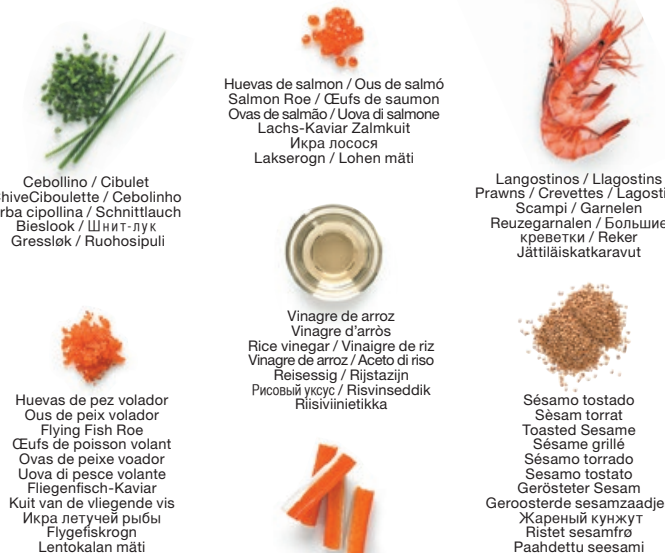 Huevas de salmon / Ous de salmó
Salmon Roe / Œufs de saumon
Ovas de salmão / Uova di salmone
Lachs-Kaviar Zalmkuit
Икра лосося
Lakserogn / Lohen mäti
Cebollino / Cibulet
hiveCiboulette / Cebolinho
rba cipollina / Schnittlauch
Bieslook / Шнит-лук
Gressløk / Ruohosipuli
Langostinos / Llagostins
Prawns / Crevettes / Lagosti
Scampi / Garnelen
Reuzegarnalen / Большие
креветки / Reker
Jättiläiskatkaravut
Vinagre de arroz
Vinagre d'arròs
Rice vinegar / Vinaigre de riz
Vinagre de arroz / Aceto di riso
Reisessig / Rijstazijn
Рисовый уксус / Risvinseddik
Riisiviinietikka
Huevas de pez volador
Ous de peix volador
Flying Fish Roe
Œufs de poisson volant
Ovas de peixe voador
Uova di pesce volante
Fliegenfisch-Kaviar
Kuit van de vliegende vis
Икра летучей рыбы
Flygefiskrogn
Lentokalan mäti
Sésamo tostado
Sèsam torrat
Toasted Sesame
Sésame grillé
Sésamo torrado
Sesamo tostato
Gerösteter Sesam
Geroosterde sesamzaadje
Жареный кунжут
Ristet sesamfrø
Paahdettu seesami